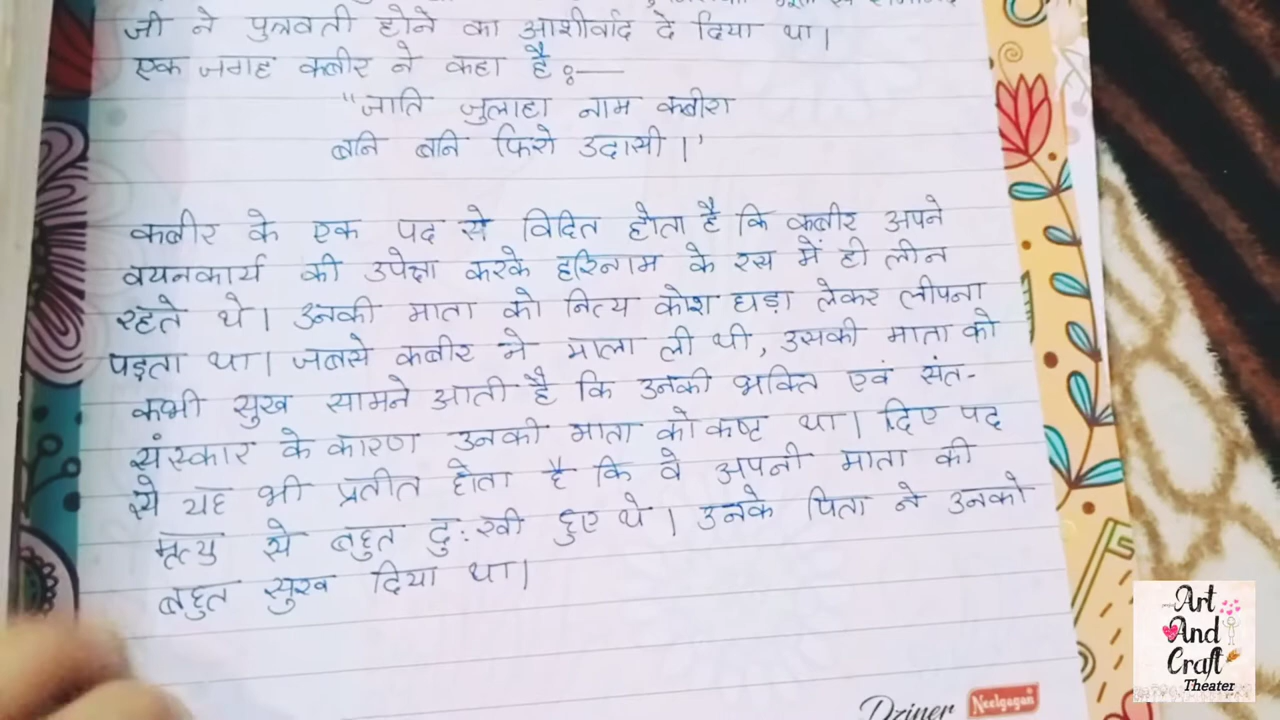 जी ने पुत्रवती होने का आशीर्वाद दे दिया था।
एक जगह कबीर ने कहा है :—
"जाति जुलाहा नाम कबीरा
बनि बनि फिरो उदासी।'
कबीर के एक पद से विदित होता है कि कबीर अपने
वयनकार्य की उपेक्षा करके हरिनाम के रस में ही लीन
रहते थे। उनकी माता को नित्य कोश घड़ा लेकर लीपना
पड़ता था। जबसे कबीर ने माला ली थी, उसकी माता को
कभी सुख सामने आती है कि उनकी भक्ति एवं संत-
संस्कार के कारण उनकी माता को कष्ट था। दिए पद
से यह भी प्रतीत होता है कि वे अपनी माता की
मृत्यु से बहुत दु:खी हुए थे। उनके पिता ने उनको
बहुत सुख दिया था।
Art
And
Craft
Theater
Dziner Neelgagan